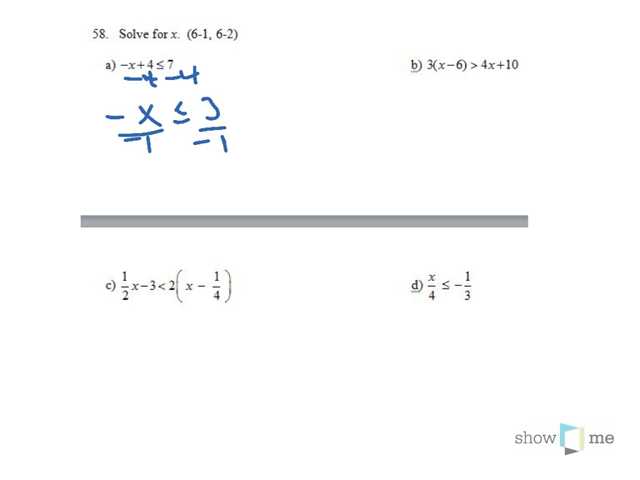 58. Solve for x. (6-1, 6-2)
a) −x+4≤7
−4 −4
−x ≤ 3
−1 −1
b) 3(x−6) > 4x+10
c) 1/2 x−3<2(x − 1/4)
d) x/4 ≤ −1/3
show me